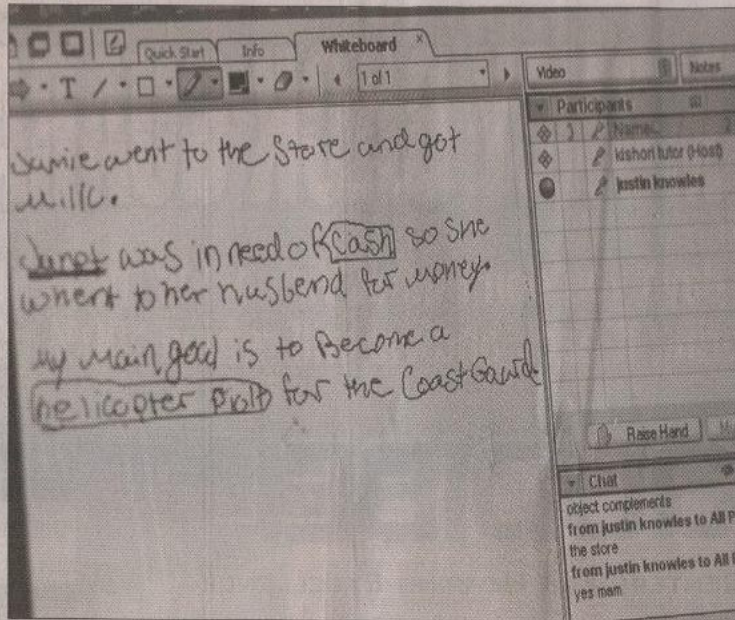 Quick Start
Info
Whiteboard
×
T
1 of 1
Jamie went to the Store and got
Milk.
Janet was in need of cash so she
whent to her husbend for money.
My main goal is to Become a
helicopter for the Coast
Video
Notes
Participants
Name
kishori tutor (Host)
justin knowles
Raise Hand
Chat
object complements
from justin knowles to All
the store
from justin knowles to All
yes mam